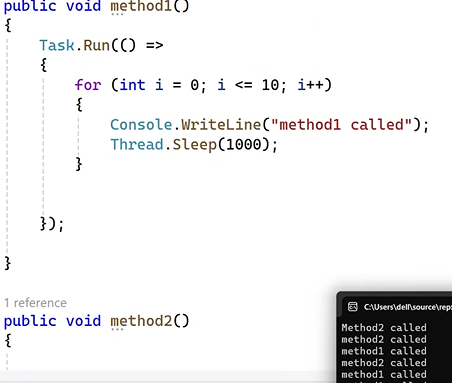 public void method1()
{
Task.Run(() =>
{
for (int i = 0; i <= 10; i++)
{
Console.WriteLine("method1 called");
Thread.Sleep(1000);
}
});
}
1 reference
public void method2()
{
C:\Users\dell\source\rep
Method2 called
method2 called
method1 called
method2 called
method1 called